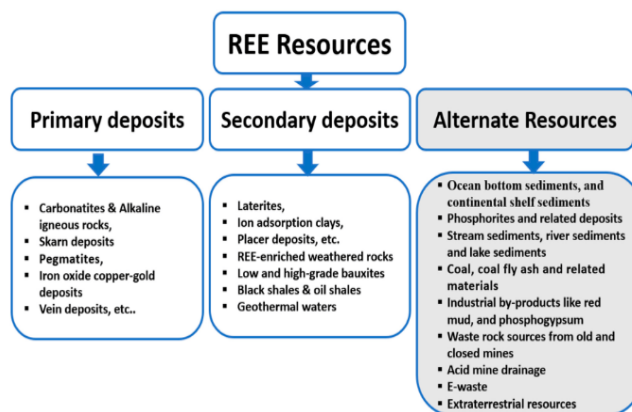 REE Resources
Primary deposits
Secondary deposits
Alternate Resources
▪ Carbonatites & Alkaline
igneous rocks,
▪ Skarn deposits
▪ Pegmatites,
▪ Iron oxide copper-gold
deposits
▪ Vein deposits, etc..
▪ Laterites,
▪ Ion adsorption clays,
▪ Placer deposits, etc.
▪ REE-enriched weathered rocks
▪ Low and high-grade bauxites
▪ Black shales & oil shales
▪ Geothermal waters
▪ Ocean bottom sediments, and
continental shelf sediments
▪ Phosphorites and related deposits
▪ Stream sediments, river sediments
and lake sediments
▪ Coal, coal fly ash and related
materials
▪ Industrial by-products like red
mud, and phosphogypsum
▪ Waste rock sources from old and
closed mines
▪ Acid mine drainage
▪ E-waste
▪ Extraterrestrial resources